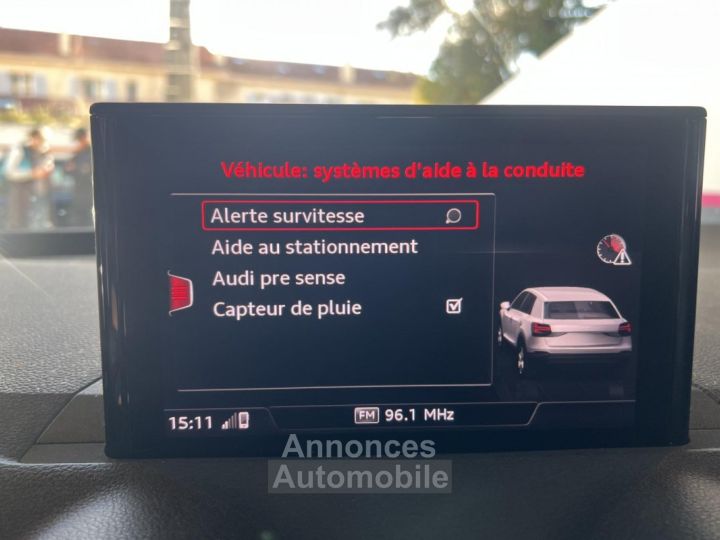 Véhicule: systèmes d'aide à la conduite
Alerte survitesse
Aide au stationnement
Audi pre sense
Capteur de pluie
15:11
FM 96.1 MHz
Annonces
Automobile